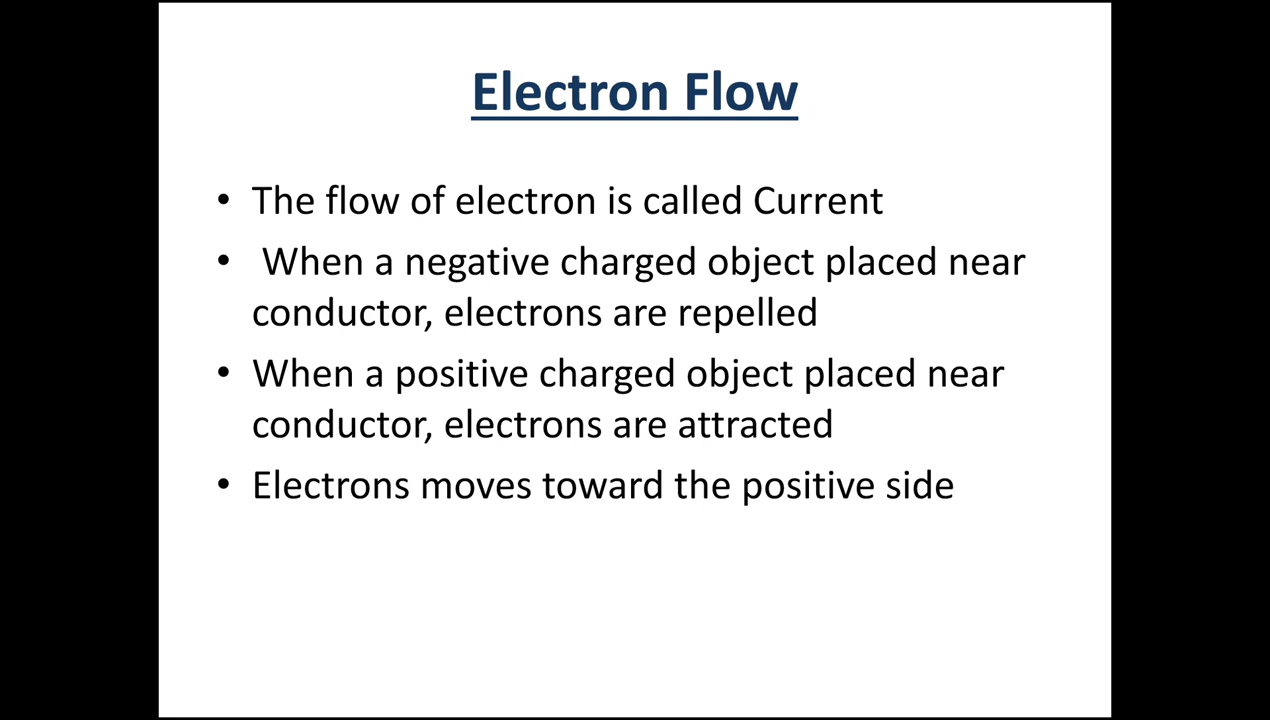 Electron Flow
• The flow of electron is called Current
• When a negative charged object placed near
conductor, electrons are repelled
• When a positive charged object placed near
conductor, electrons are attracted
• Electrons moves toward the positive side